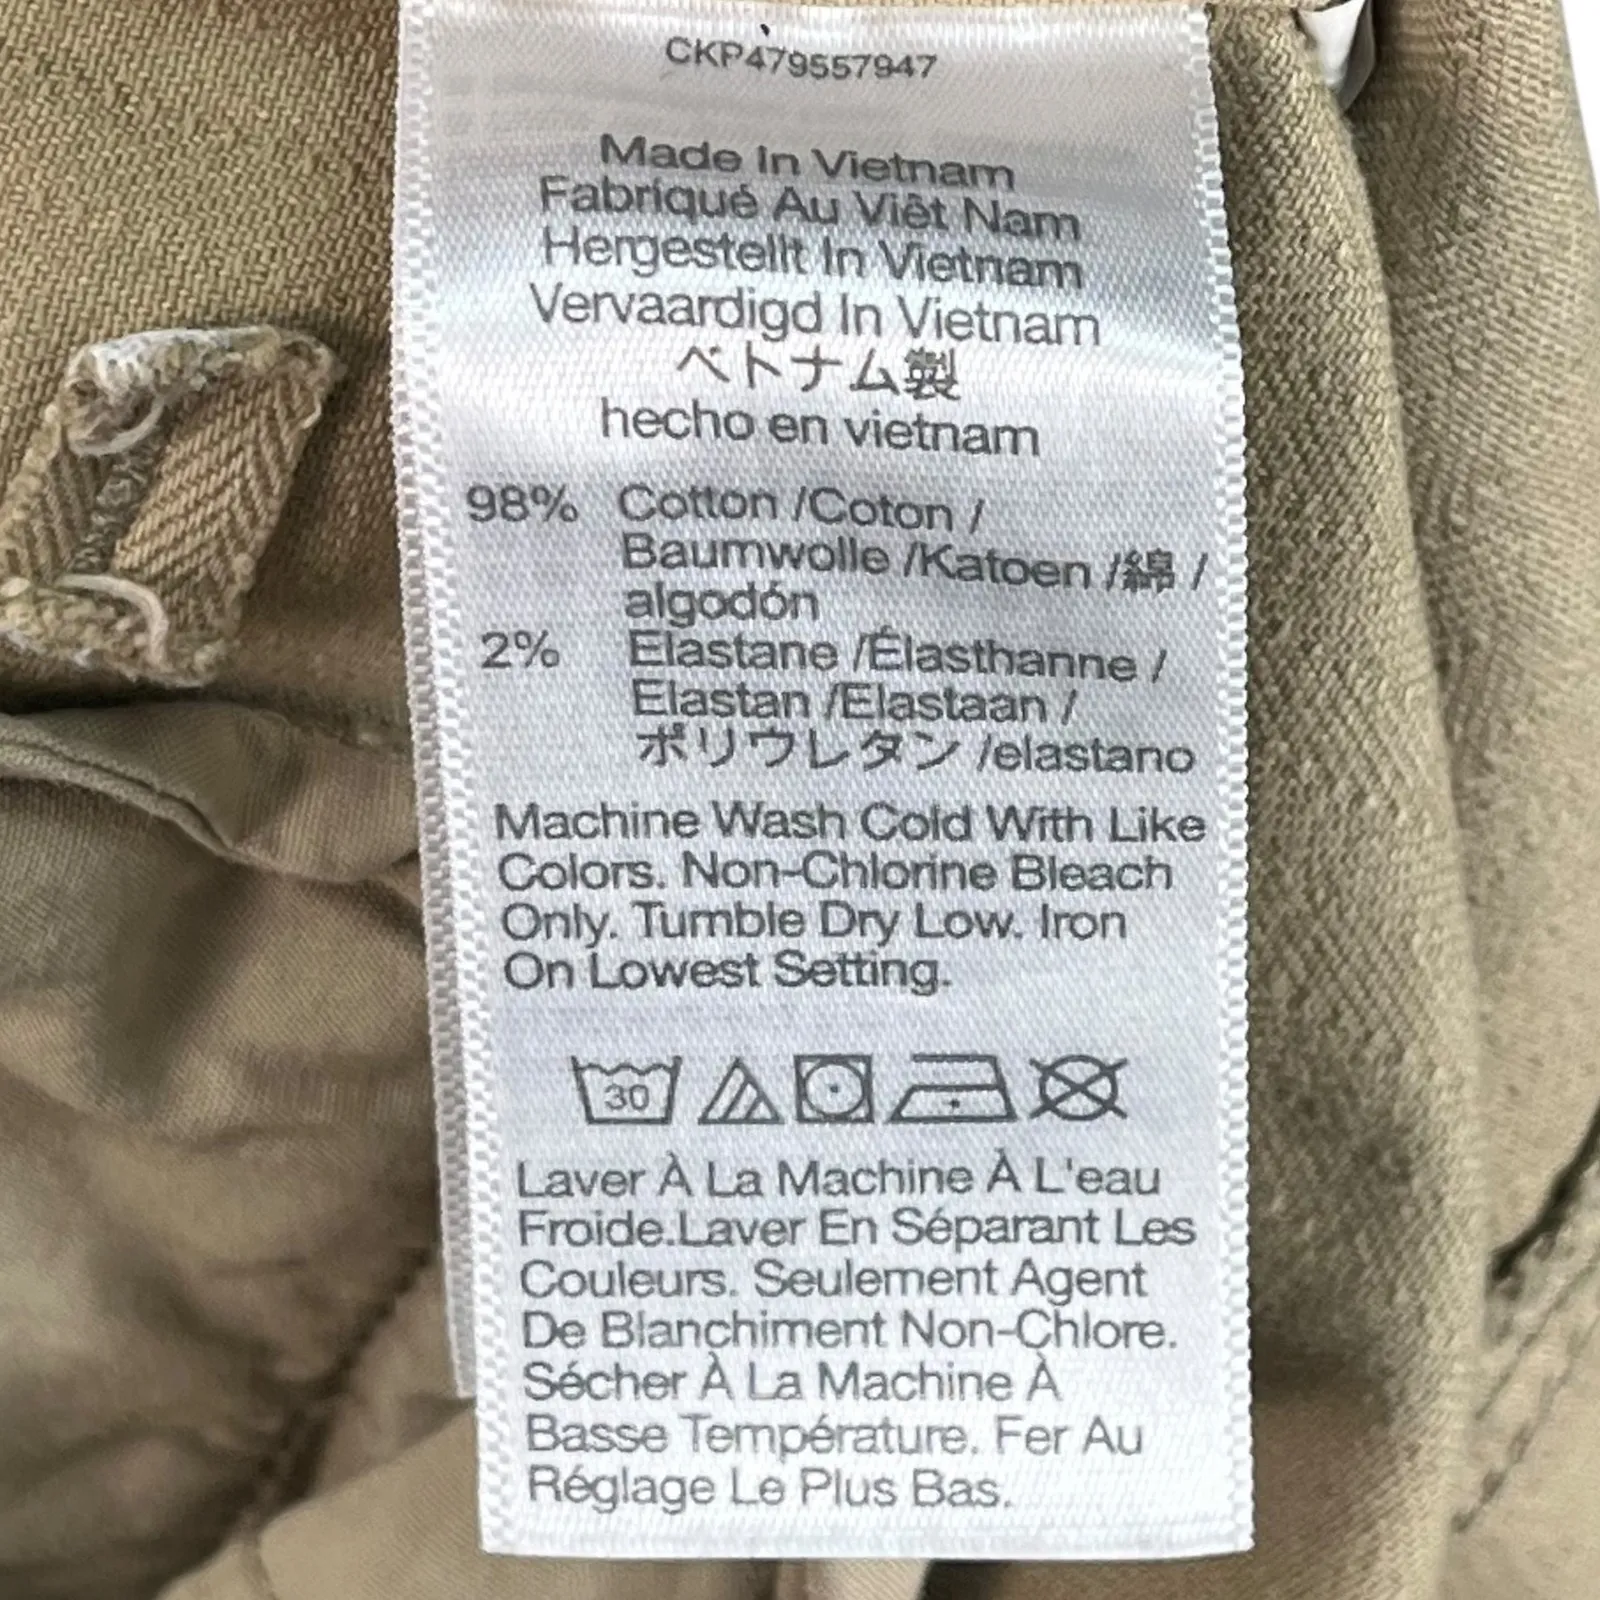 CKP479557947
Made In Vietnam
Fabriqué Au Viêt Nam
Hergestellt In Vietnam
Vervaardigd In Vietnam
ベトナム製
hecho en vietnam
98% Cotton /Coton /
Baumwolle /Katoen /綿 /
algodón
2% Elastane /Élasthanne /
Elastan /Elastaan /
ポリウレタン /elastano
Machine Wash Cold With Like
Colors. Non-Chlorine Bleach
Only. Tumble Dry Low. Iron
On Lowest Setting.
30
Laver À La Machine À L'eau
Froide.Laver En Séparant Les
Couleurs. Seulement Agent
De Blanchiment Non-Chlore.
Sécher À La Machine À
Basse Température. Fer Au
Réglage Le Plus Bas.